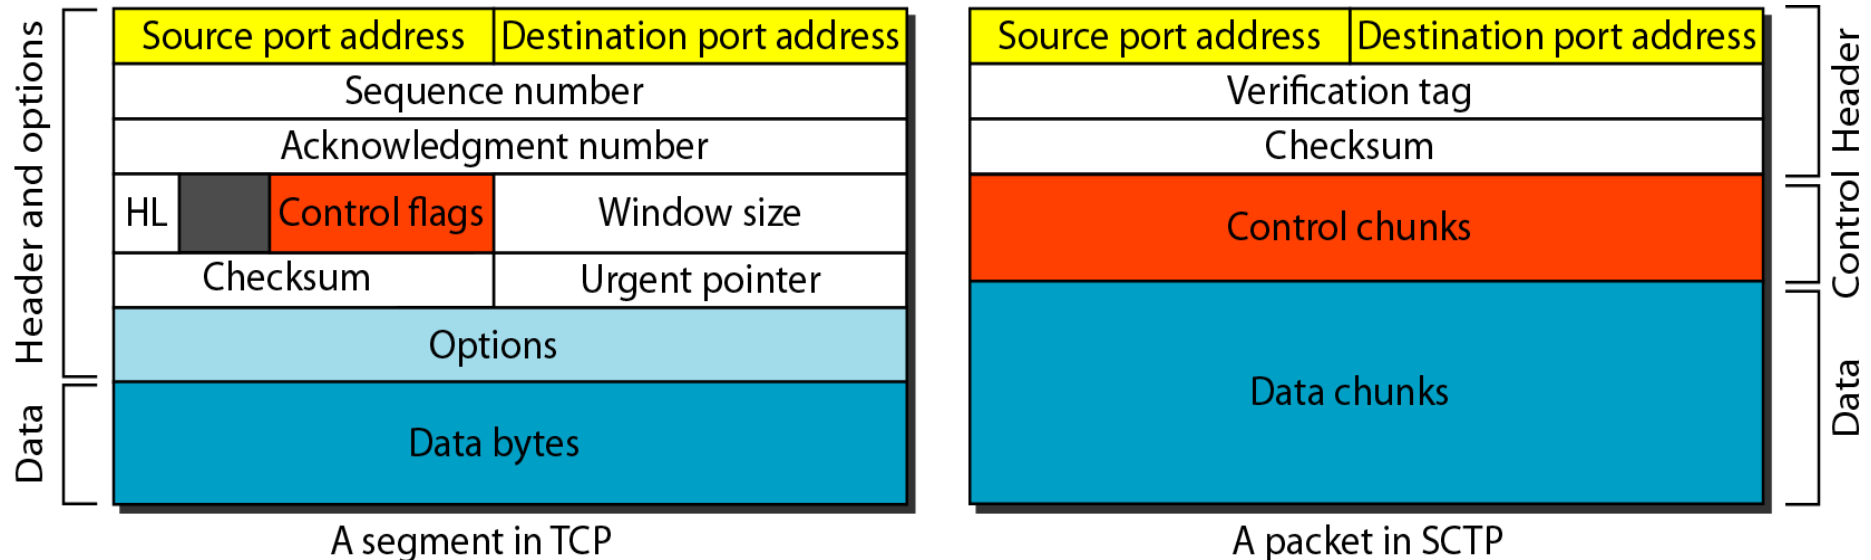 Header and options
Data
Source port address Destination port address
Sequence number
Acknowledgment number
HL Control flags Window size
Checksum Urgent pointer
Options
Data bytes
A segment in TCP
Source port address Destination port address
Verification tag
Checksum
Control chunks
Data chunks
A packet in SCTP
Header
Control
Data